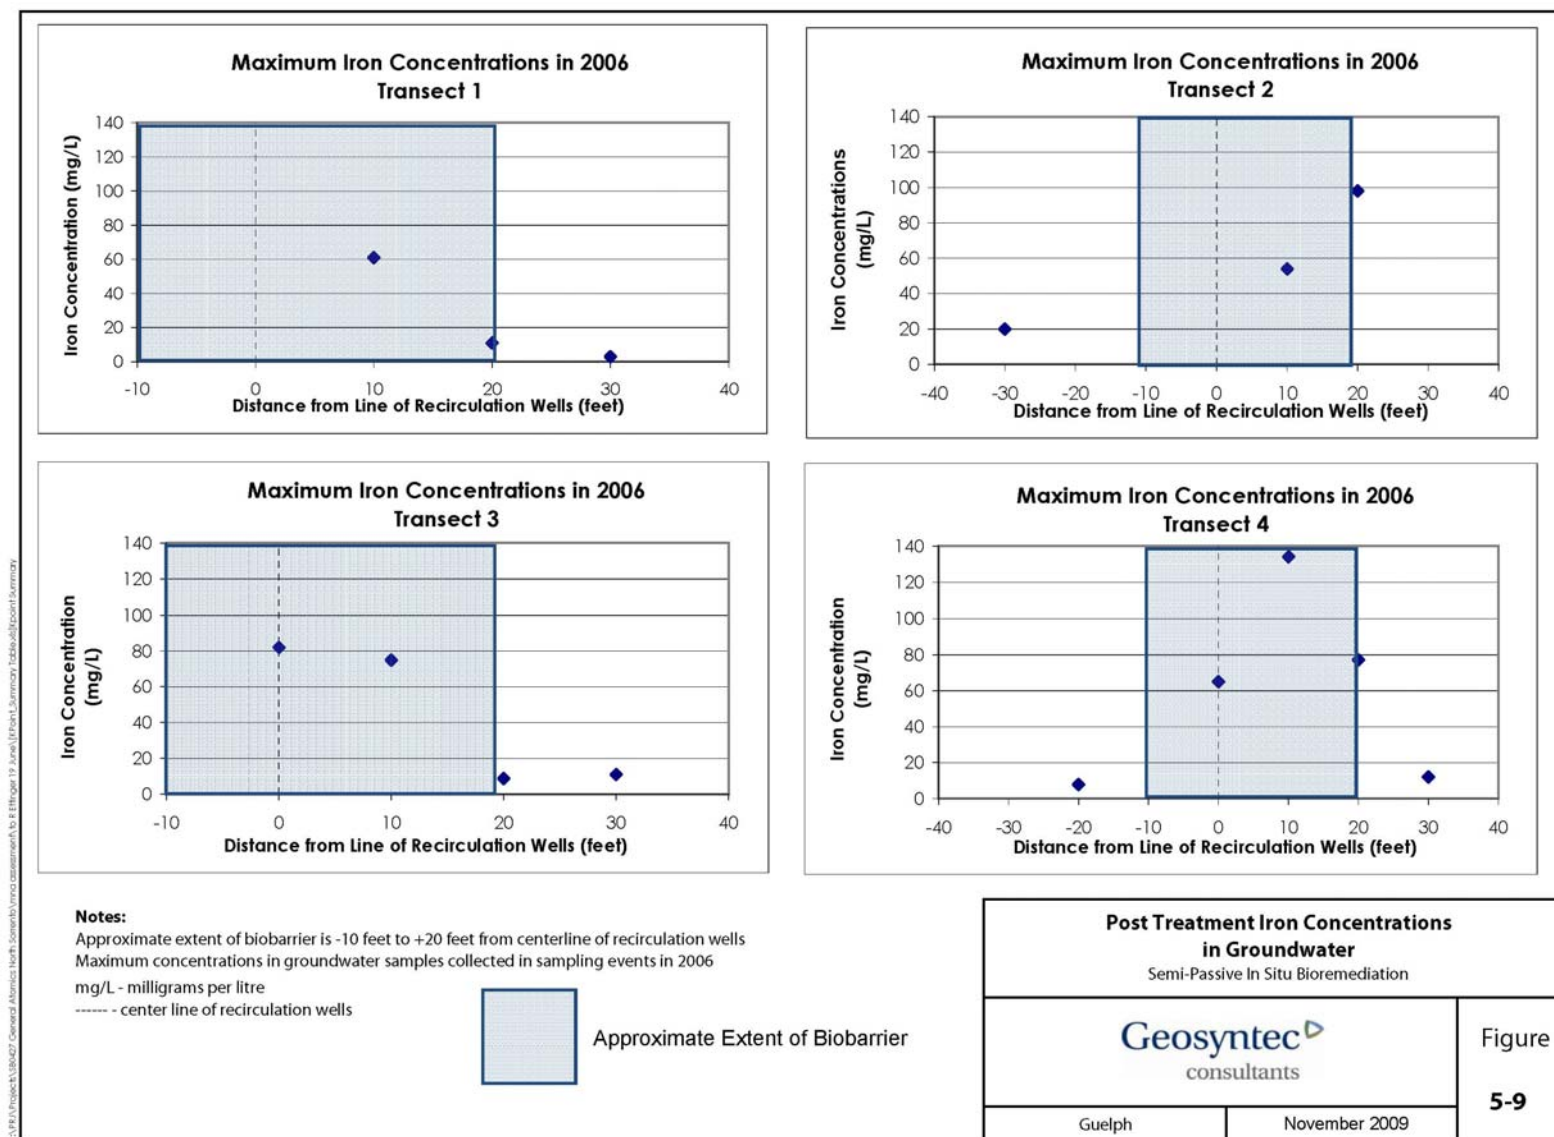 Maximum Iron Concentrations in 2006
Transect 1
Iron Concentration (mg/L)
140
120
100
80
60
40
20
0
-10 0 10 20 30 40
Distance from Line of Recirculation Wells (feet)
Maximum Iron Concentrations in 2006
Transect 2
Iron Concentrations
(mg/L)
140
120
100
80
60
40
20
0
-40 -30 -20 -10 0 10 20 30 40
Distance from Line of Recirculation Wells (feet)
Maximum Iron Concentrations in 2006
Transect 3
Iron Concentration
(mg/L)
140
120
100
80
60
40
20
0
-10 0 10 20 30 40
Distance from Line of Recirculation Wells (feet)
Maximum Iron Concentrations in 2006
Transect 4
Iron Concentration
(mg/L)
140
120
100
80
60
40
20
0
-40 -30 -20 -10 0 10 20 30 40
Distance from Line of Recirculation Wells (feet)
Notes:
Approximate extent of biobarrier is -10 feet to +20 feet from centerline of recirculation wells
Maximum concentrations in groundwater samples collected in sampling events in 2006
mg/L - milligrams per litre
------ - center line of recirculation wells
Approximate Extent of Biobarrier
Post Treatment Iron Concentrations
in Groundwater
Semi-Passive In Situ Bioremediation
Geosyntec
consultants
Guelph
November 2009
Figure
5-9